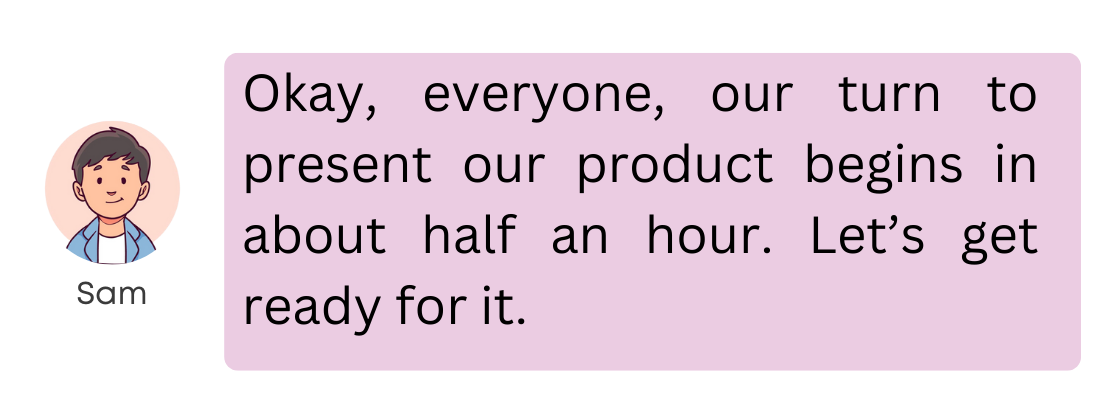 Okay, everyone, our turn to
present our product begins in
about half an hour. Let’s get
ready for it.
Sam